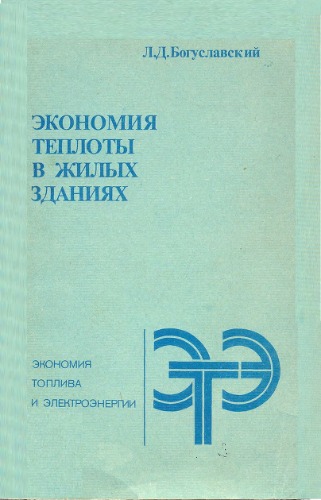 Л.Д.Богуславский
ЭКОНОМИЯ
ТЕПЛОТЫ
В ЖИЛЫХ
ЗДАНИЯХ
ЭКОНОМИЯ
ТОПЛИВА
И ЭЛЕКТРОЭНЕРГИИ
ЭТЭ